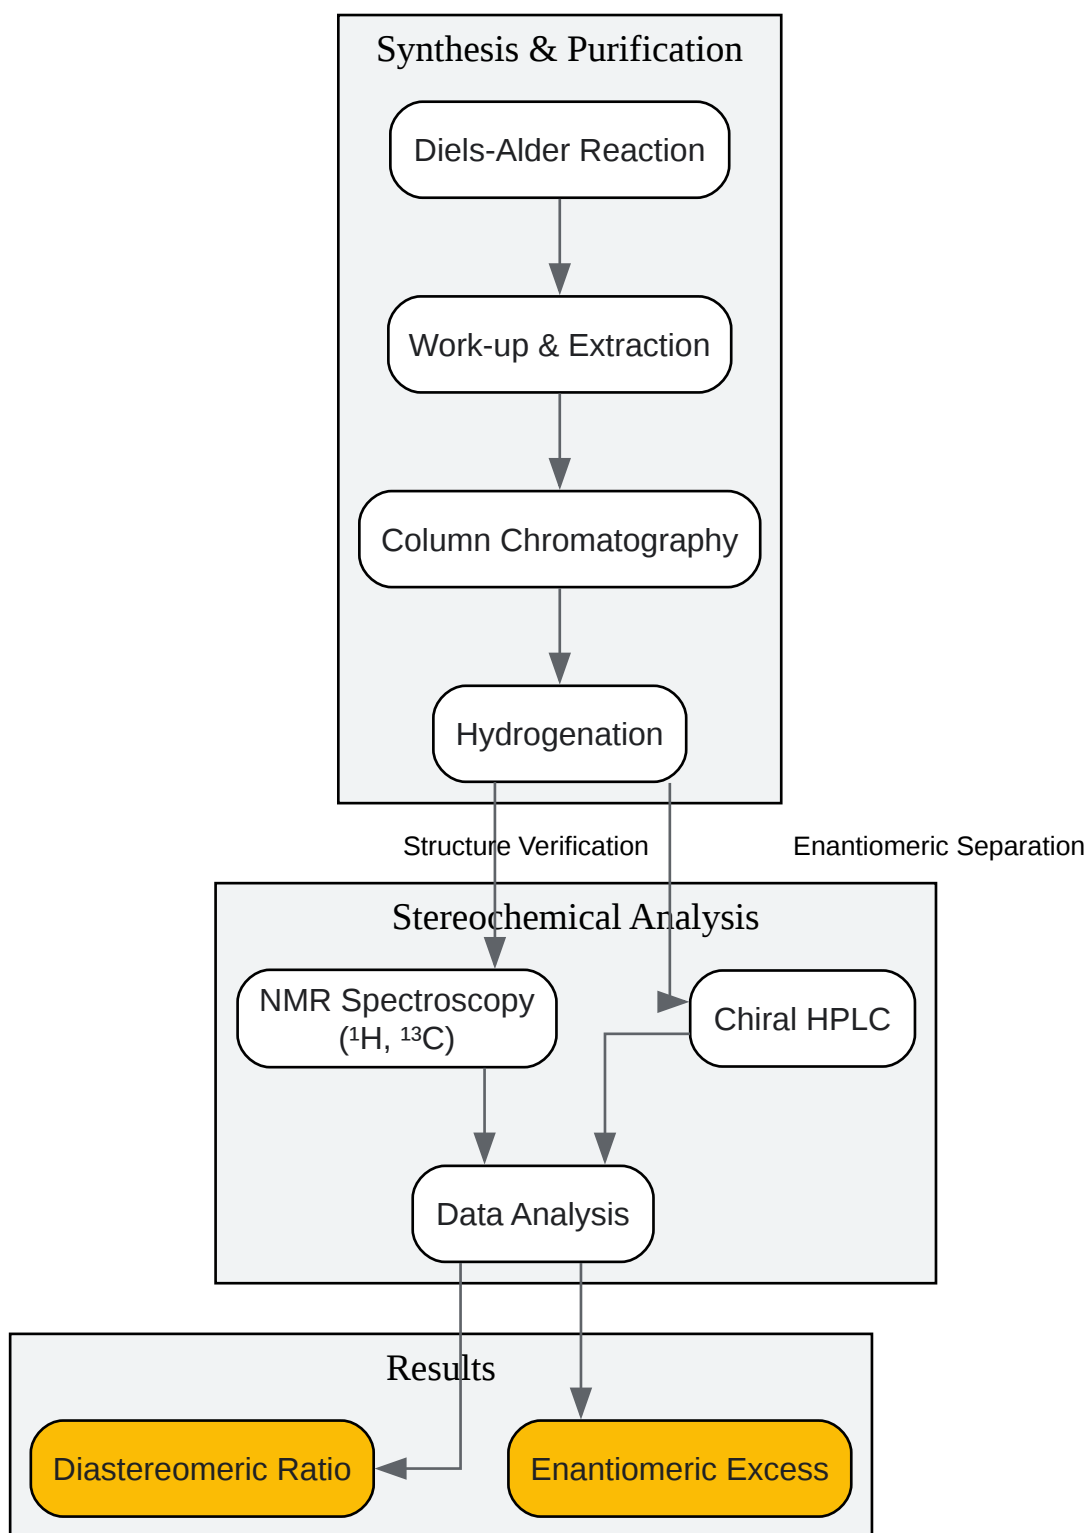 Synthesis & Purification
Diels-Alder Reaction
Work-up & Extraction
Column Chromatography
Hydrogenation
Structure Verification
Enantiomeric Separation
Stereochemical Analysis
NMR Spectroscopy
(¹H, ¹³C)
Chiral HPLC
Data Analysis
Results
Diastereomeric Ratio
Enantiomeric Excess